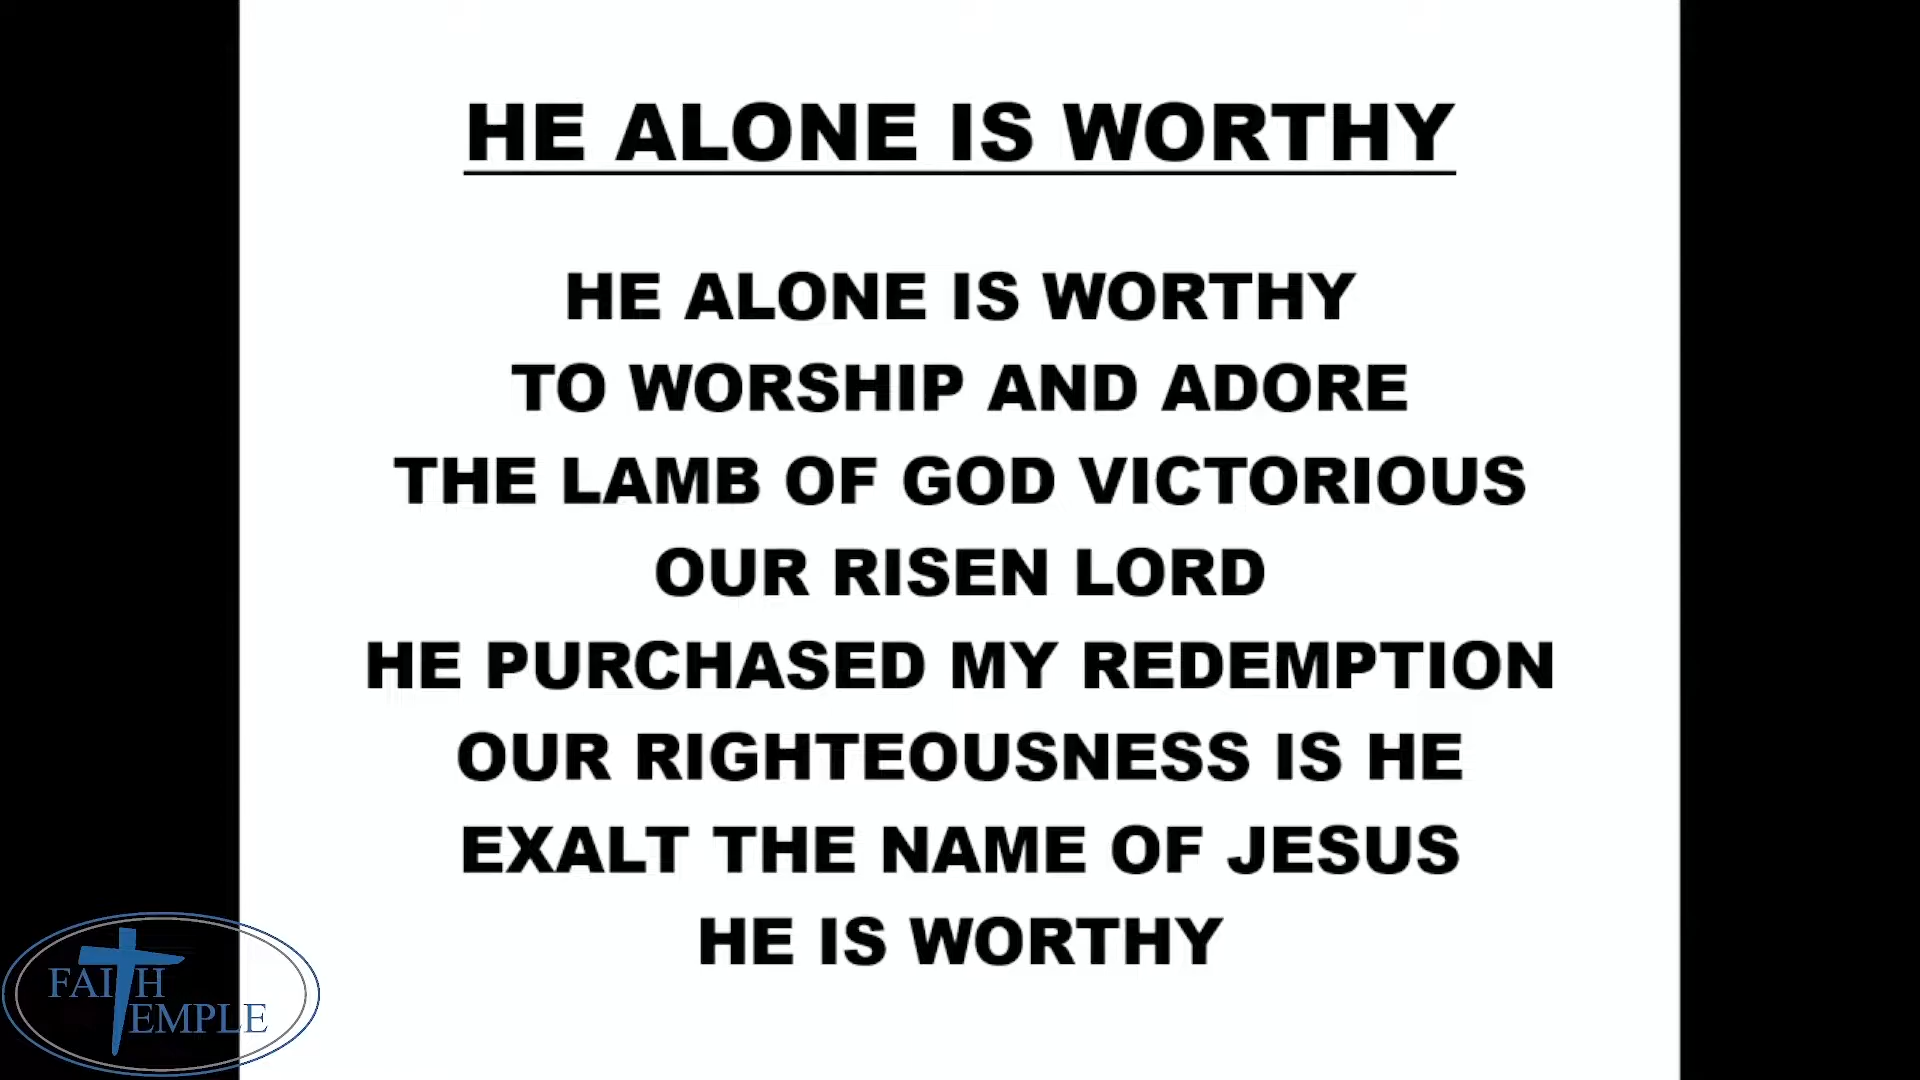 HE ALONE IS WORTHY
HE ALONE IS WORTHY
TO WORSHIP AND ADORE
THE LAMB OF GOD VICTORIOUS
OUR RISEN LORD
HE PURCHASED MY REDEMPTION
OUR RIGHTEOUSNESS IS HE
EXALT THE NAME OF JESUS
HE IS WORTHY
FAITH
TEMPLE